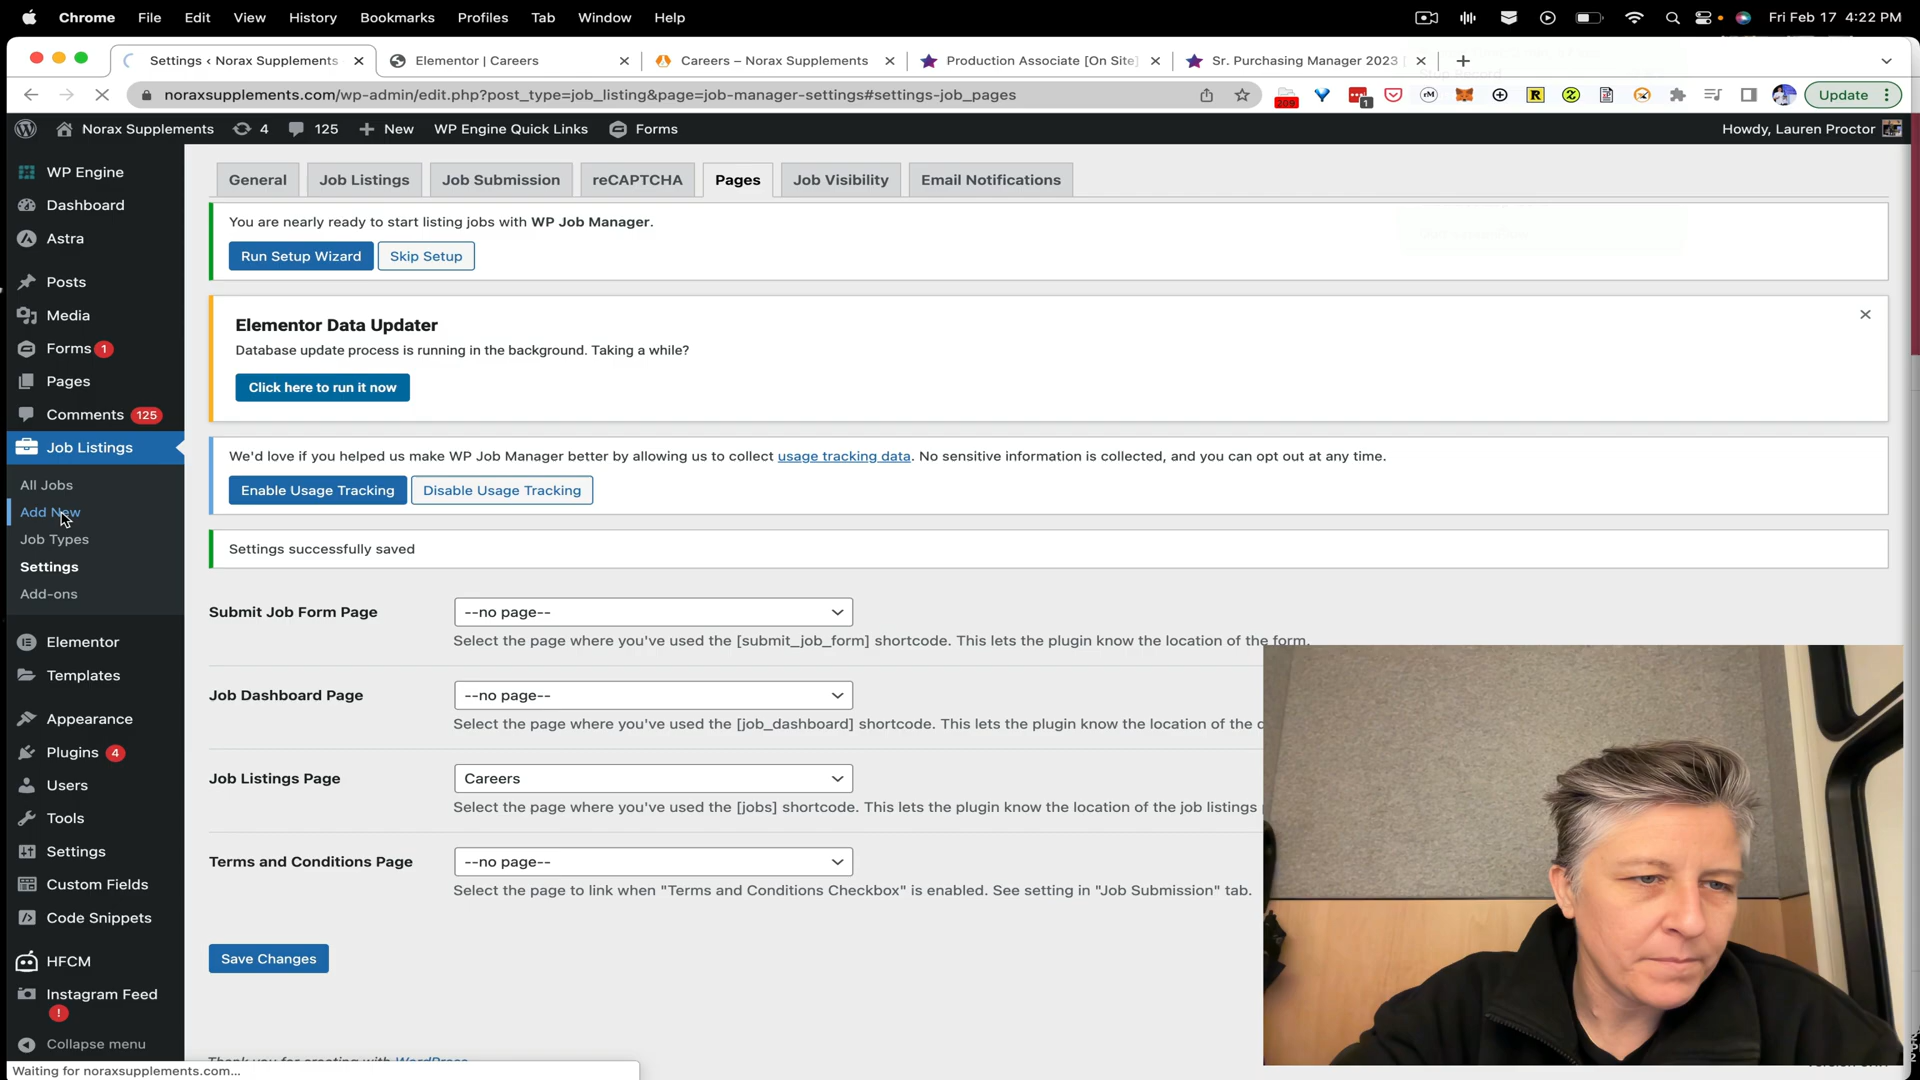 Chrome File Edit View History Bookmarks Profiles Tab Window Help Fri Feb 17 4:22 PM
Settings ‹ Norax Supplements Elementor | Careers Careers – Norax Supplements Production Associate [On Site] Sr. Purchasing Manager 2023
noraxsupplements.com/wp-admin/edit.php?post_type=job_listing&page=job-manager-settings#settings-job_pages 209 1 Update
Norax Supplements 4 125 New WP Engine Quick Links Forms Howdy, Lauren Proctor
WP Engine
Dashboard
Astra
Posts
Media
Forms 1
Pages
Comments 125
Job Listings
All Jobs
Add New
Job Types
Settings
Add-ons
Elementor
Templates
Appearance
Plugins 4
Users
Tools
Settings
Custom Fields
Code Snippets
HFCM
Instagram Feed
!
Collapse menu
General Job Listings Job Submission reCAPTCHA Pages Job Visibility Email Notifications
You are nearly ready to start listing jobs with WP Job Manager.
Run Setup Wizard Skip Setup
Elementor Data Updater
Database update process is running in the background. Taking a while?
Click here to run it now
We'd love if you helped us make WP Job Manager better by allowing us to collect usage tracking data. No sensitive information is collected, and you can opt out at any time.
Enable Usage Tracking Disable Usage Tracking
Settings successfully saved
Submit Job Form Page --no page--
Select the page where you've used the [submit_job_form] shortcode. This lets the plugin know the location of the form.
Job Dashboard Page --no page--
Select the page where you've used the [job_dashboard] shortcode. This lets the plugin know the location of the
Job Listings Page Careers
Select the page where you've used the [jobs] shortcode. This lets the plugin know the location of the job listings
Terms and Conditions Page --no page--
Select the page to link when "Terms and Conditions Checkbox" is enabled. See setting in "Job Submission" tab.
Save Changes
Thank you for creating with WordPress
Waiting for noraxsupplements.com...